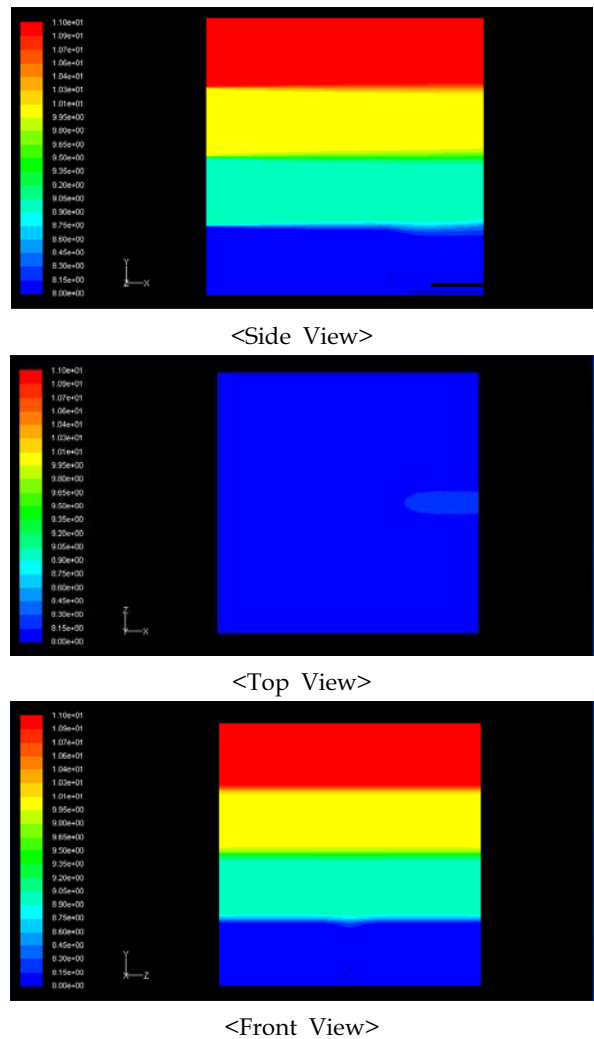 1.10e+01
1.09e+01
1.07e+01
1.06e+01
1.04e+01
1.03e+01
1.01e+01
9.95e+00
9.80e+00
9.65e+00
9.50e+00
9.35e+00
9.20e+00
9.05e+00
8.90e+00
8.75e+00
8.60e+00
8.45e+00
8.30e+00
8.15e+00
8.00e+00
Y
Z X
<Side View>
1.10e+01
1.09e+01
1.07e+01
1.06e+01
1.04e+01
1.03e+01
1.01e+01
9.95e+00
9.80e+00
9.65e+00
9.50e+00
9.35e+00
9.20e+00
9.05e+00
8.90e+00
8.75e+00
8.60e+00
8.45e+00
8.30e+00
8.15e+00
8.00e+00
Z
Y X
<Top View>
1.10e+01
1.09e+01
1.07e+01
1.06e+01
1.04e+01
1.03e+01
1.01e+01
9.95e+00
9.80e+00
9.65e+00
9.50e+00
9.35e+00
9.20e+00
9.05e+00
8.90e+00
8.75e+00
8.60e+00
8.45e+00
8.30e+00
8.15e+00
8.00e+00
Y
X Z
<Front View>